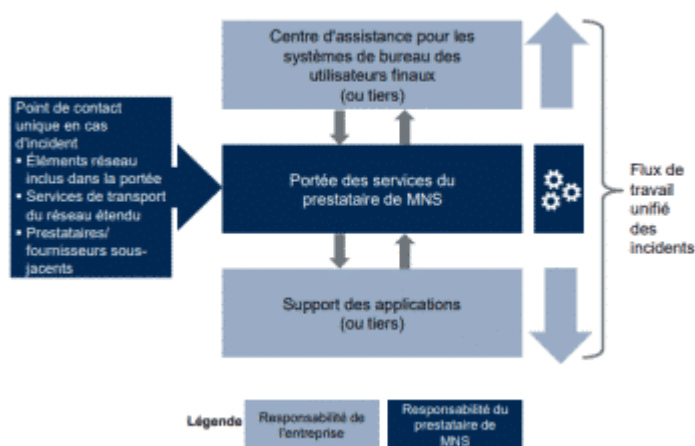 Centre d'assistance pour les
systèmes de bureau des
utilisateurs finaux
(ou tiers)
Point de contact
unique en cas
d'incident
▪ Éléments réseau
inclus dans la portée
▪ Services de transport
du réseau étendu
▪ Prestataires/
fournisseurs sous-
jacents
Portée des services du
prestataire de MNS
Flux de
travail
unifié
des
incidents
Support des applications
(ou tiers)
Légende
Responsabilité de
l'entreprise
Responsabilité du
prestataire de
MNS